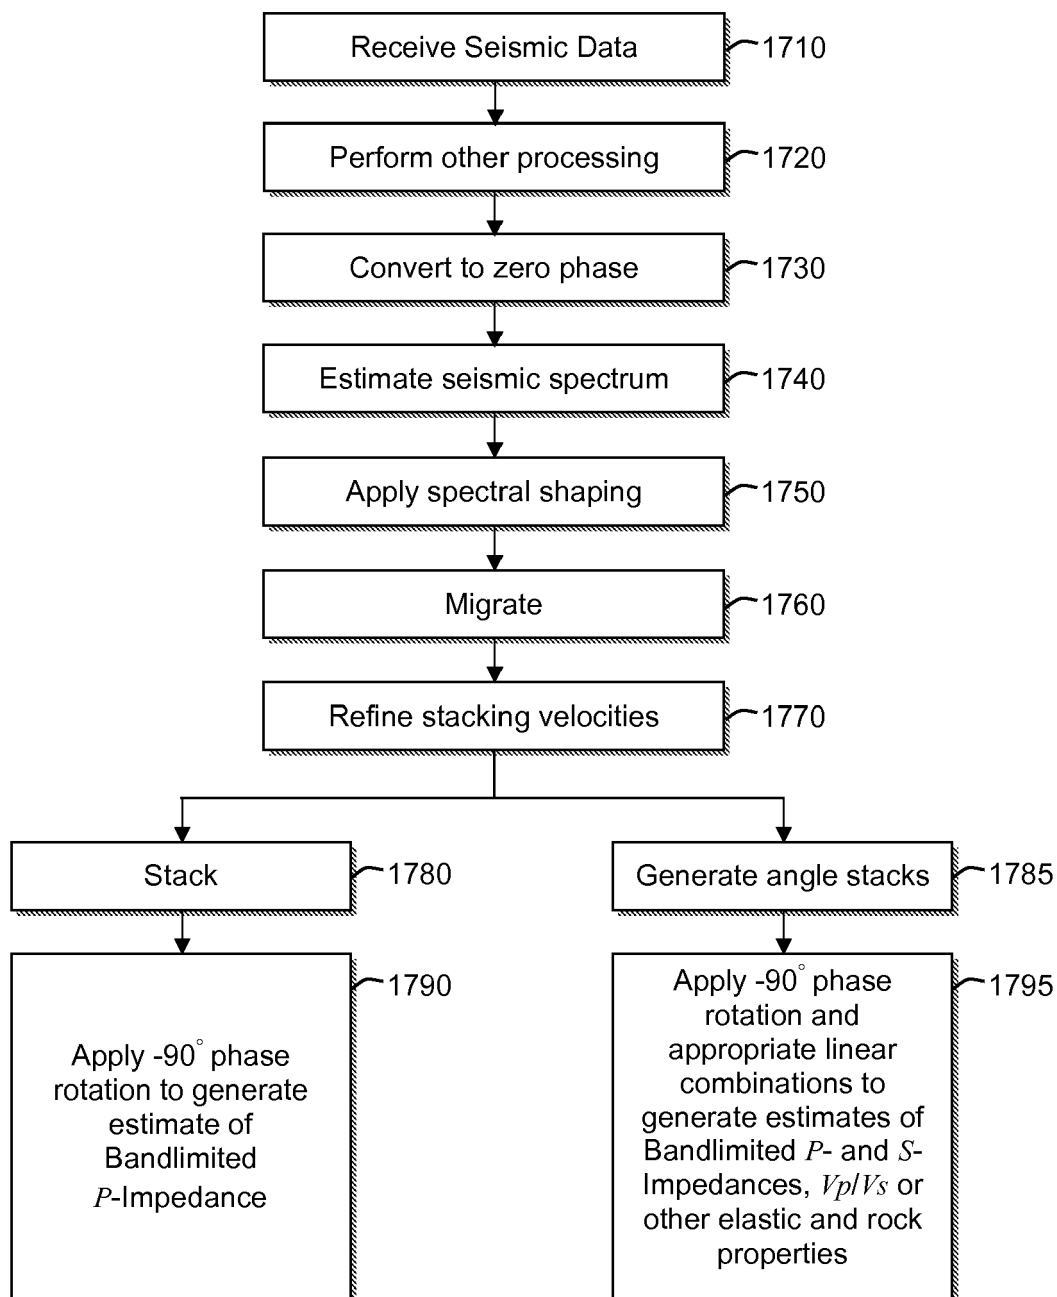 Receive Seismic Data
1710
Perform other processing
1720
Convert to zero phase
1730
Estimate seismic spectrum
1740
Apply spectral shaping
1750
Migrate
1760
Refine stacking velocities
1770
Stack
1780
Generate angle stacks
1785
Apply -90° phase
rotation to generate
estimate of
Bandlimited
P-Impedance
1790
Apply -90° phase
rotation and
appropriate linear
combinations to
generate estimates of
Bandlimited P- and S-
Impedances, Vp/Vs or
other elastic and rock
properties
1795